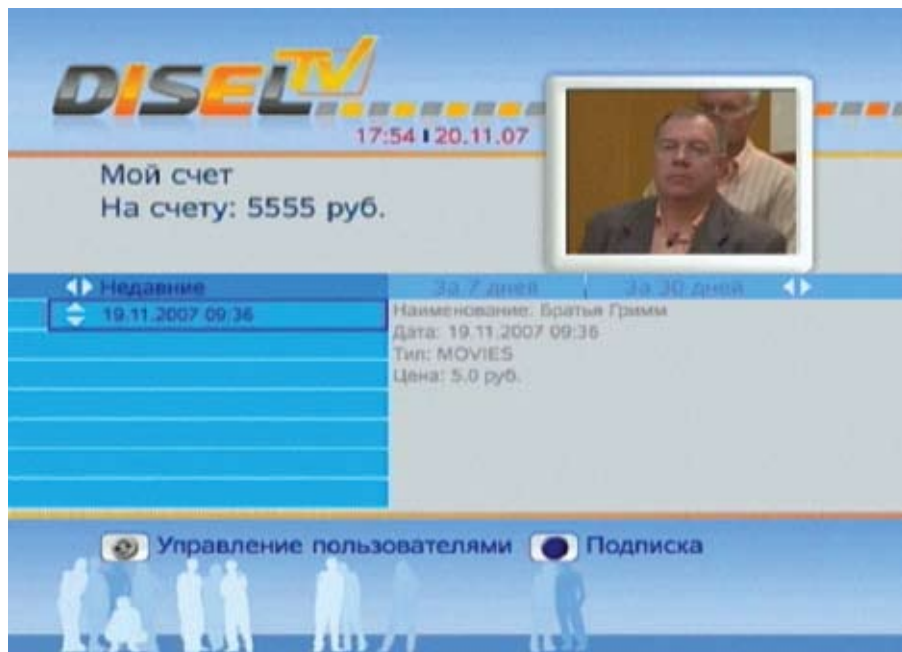 DISEL TV
17:54 20.11.07
Мой счет
На счету: 5555 руб.
Недавние За 7 дней За 30 дней
19.11.2007 09:36
Наименование: Братья Гримм
Дата: 19.11.2007 09:36
Тип: MOVIES
Цена: 5.0 руб.
Управление пользователями Подписка